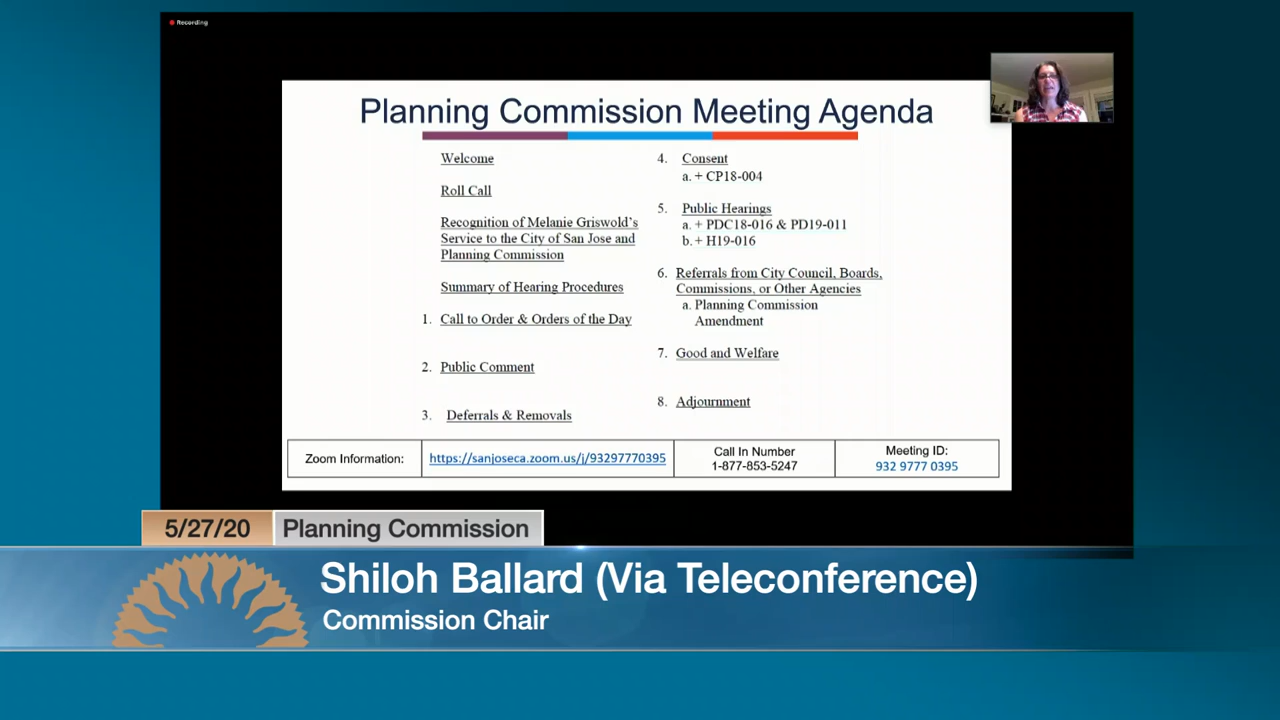 Recording
Planning Commission Meeting Agenda
Welcome
Roll Call
Recognition of Melanie Griswold's
Service to the City of San Jose and
Planning Commission
Summary of Hearing Procedures
1. Call to Order & Orders of the Day
2. Public Comment
3. Deferrals & Removals
4. Consent
a. + CP18-004
5. Public Hearings
a. + PDC18-016 & PD19-011
b. + H19-016
6. Referrals from City Council, Boards,
Commissions, or Other Agencies
a. Planning Commission
Amendment
7. Good and Welfare
8. Adjournment
Zoom Information:
https://sanjoseca.zoom.us/j/93297770395
Call In Number
1-877-853-5247
Meeting ID:
932 9777 0395
5/27/20
Planning Commission
Shiloh Ballard (Via Teleconference)
Commission Chair